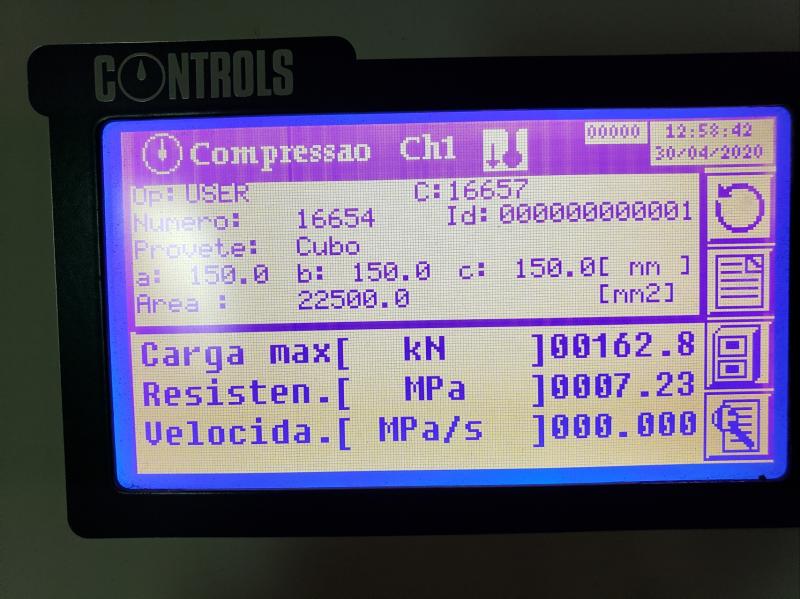 CONTROLS
Compressao Ch1
00000 12:58:42
30/04/2020
Op: USER C:16657
Numero: 16654 Id:000000000001
Provete: Cubo
a: 150.0 b: 150.0 c: 150.0[ mm ]
Area : 22500.0 [mm2]
Carga max[ kN ]00162.8
Resisten.[ MPa ]0007.23
Velocida.[ MPa/s ]000.000